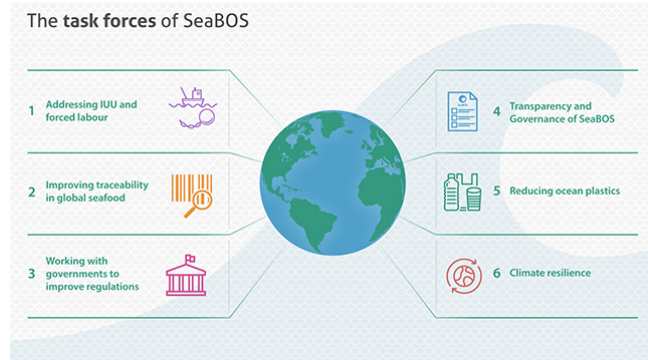 The task forces of SeaBOS
1
Addressing IUU and
forced labour
2
Improving traceability
in global seafood
3
Working with
governments to
improve regulations
4
Transparency and
Governance of SeaBOS
5
Reducing ocean plastics
6
Climate resilience